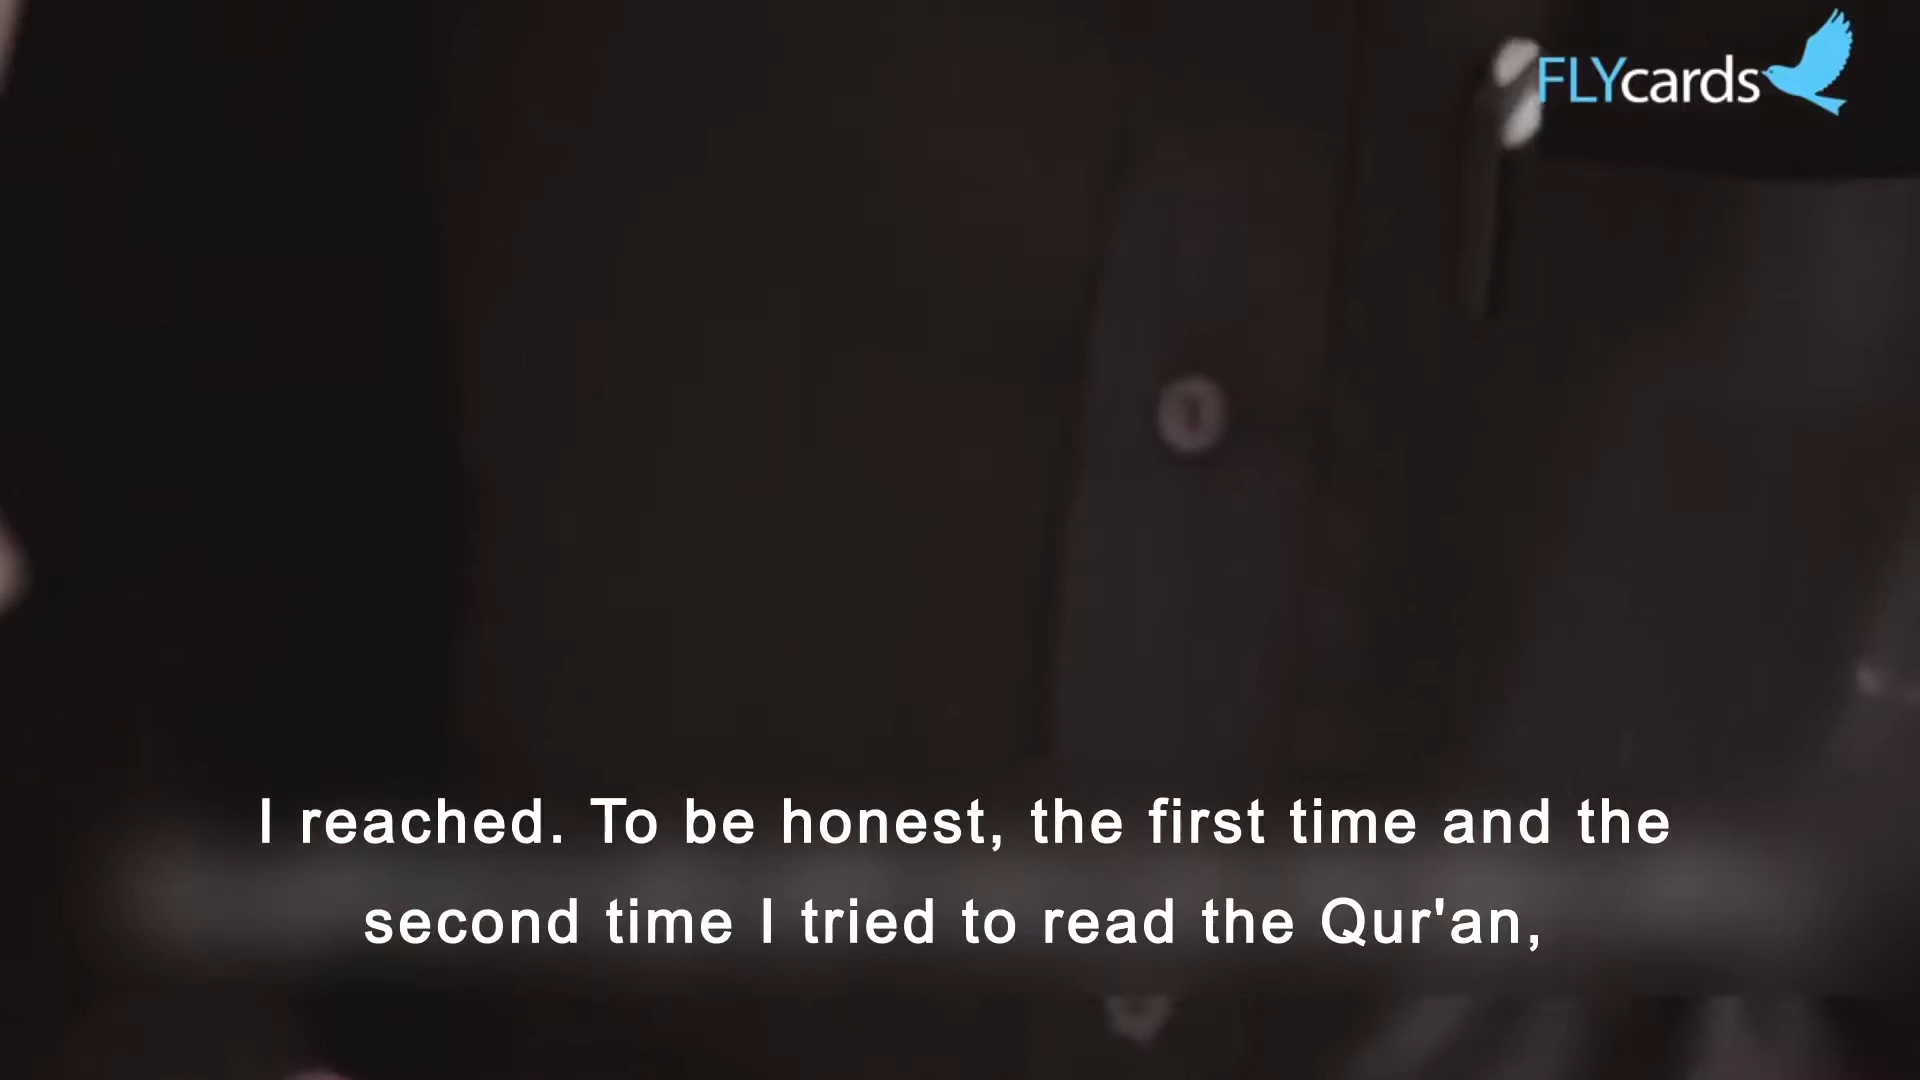 FLYcards
I reached. To be honest, the first time and the
second time I tried to read the Qur'an,